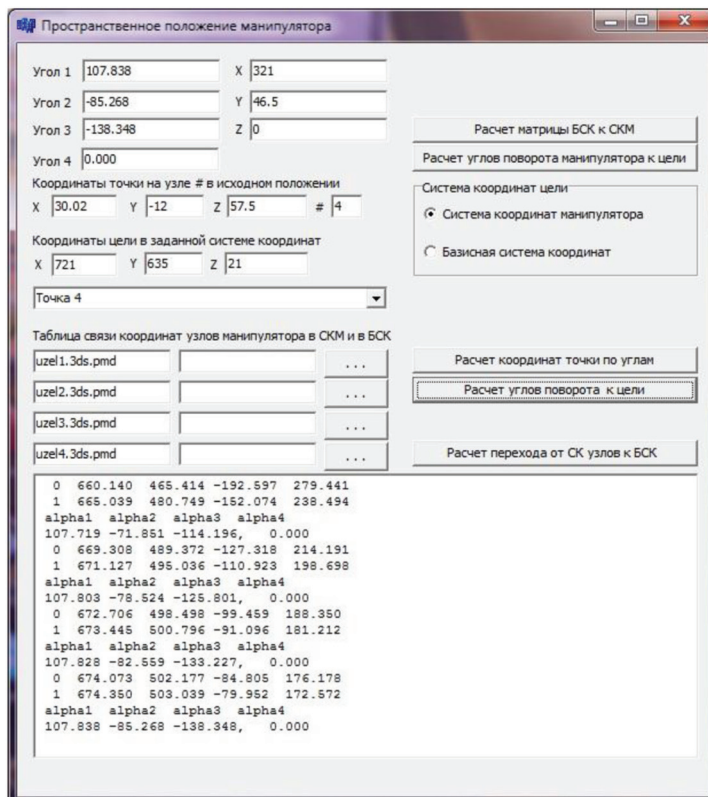 Пространственное положение манипулятора
Угол 1 107.838 X 321
Угол 2 -85.268 Y 46.5
Угол 3 -138.348 Z 0
Угол 4 0.000
Расчет матрицы БСК к СКМ
Расчет углов поворота манипулятора к цели
Координаты точки на узле # в исходном положении
X 30.02 Y -12 Z 57.5 # 4
Система координат цели
Система координат манипулятора
Базисная система координат
Координаты цели в заданной системе координат
X 721 Y 635 Z 21
Точка 4
Таблица связи координат узлов манипулятора в СКМ и в БСК
uzel1.3ds.pmd ...
uzel2.3ds.pmd ...
uzel3.3ds.pmd ...
uzel4.3ds.pmd ...
Расчет координат точки по углам
Расчет углов поворота к цели
Расчет перехода от СК узлов к БСК
0 660.140 465.414 -192.597 279.441
1 665.039 480.749 -152.074 238.494
alpha1 alpha2 alpha3 alpha4
107.719 -71.851 -114.196, 0.000
0 669.308 489.372 -127.318 214.191
1 671.127 495.036 -110.923 198.698
alpha1 alpha2 alpha3 alpha4
107.803 -78.524 -125.801, 0.000
0 672.706 498.498 -99.459 188.350
1 673.445 500.796 -91.096 181.212
alpha1 alpha2 alpha3 alpha4
107.828 -82.559 -133.227, 0.000
0 674.073 502.177 -84.805 176.178
1 674.350 503.039 -79.952 172.572
alpha1 alpha2 alpha3 alpha4
107.838 -85.268 -138.348, 0.000